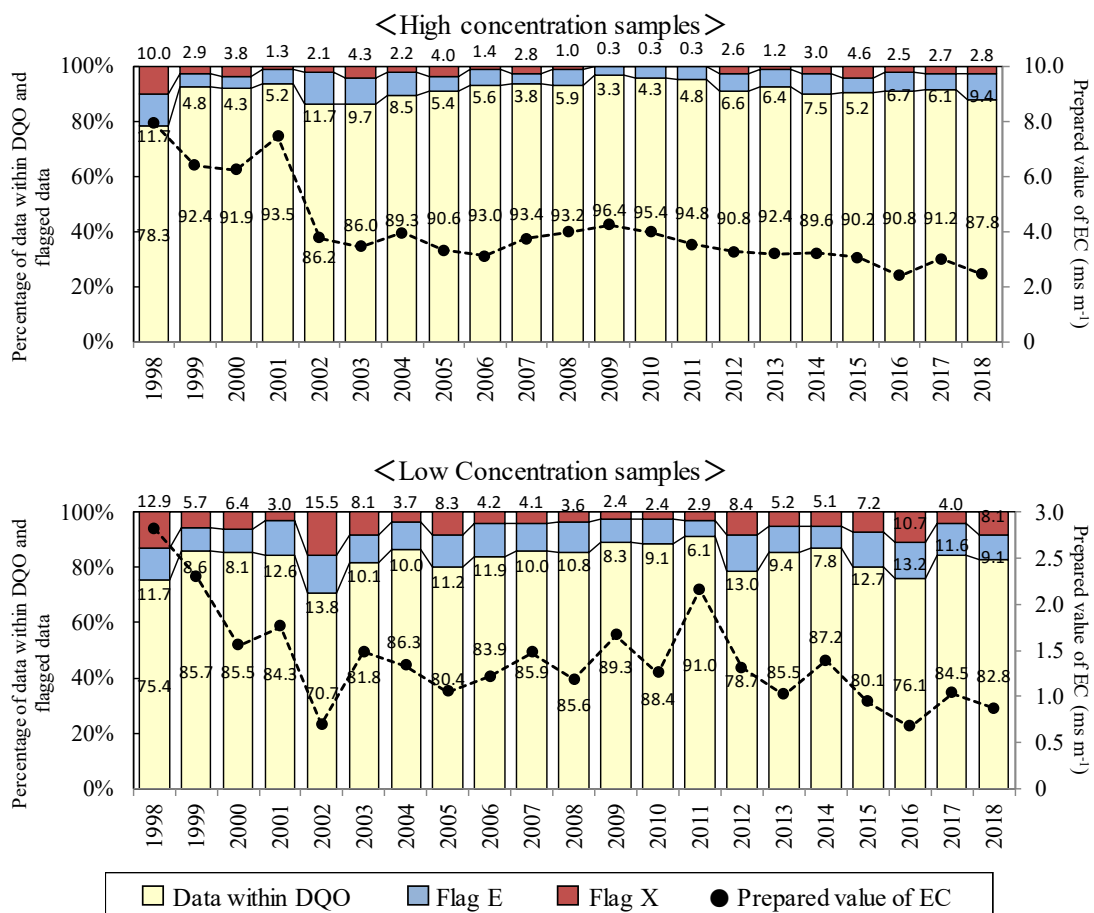 ＜High concentration samples＞
10.0 2.9 3.8 1.3 2.1 4.3 2.2 4.0 1.4 2.8 1.0 0.3 0.3 0.3 2.6 1.2 3.0 4.6 2.5 2.7 2.8
Percentage of data within DQO and
flagged data
100%
80%
60%
40%
20%
0%
11.7 4.8 4.3 5.2 11.7 9.7 8.5 5.4 5.6 3.8 5.9 3.3 4.3 4.8 6.6 6.4 7.5 5.2 6.7 6.1 9.4
78.3 92.4 91.9 93.5 86.2 86.0 89.3 90.6 93.0 93.4 93.2 96.4 95.4 94.8 90.8 92.4 89.6 90.2 90.8 91.2 87.8
10.0
8.0
6.0
4.0
2.0
0
Prepared value of EC (ms m⁻¹)
1998 1999 2000 2001 2002 2003 2004 2005 2006 2007 2008 2009 2010 2011 2012 2013 2014 2015 2016 2017 2018
＜Low Concentration samples＞
12.9 5.7 6.4 3.0 15.5 8.1 3.7 8.3 4.2 4.1 3.6 2.4 2.4 2.9 8.4 5.2 5.1 7.2 10.7 4.0 8.1
Percentage of data within DQO and
flagged data
100%
80%
60%
40%
20%
0%
11.7 8.6 8.1 12.6 13.8 10.1 10.0 11.2 11.9 10.0 10.8 8.3 9.1 6.1 13.0 9.4 7.8 12.7 13.2 11.6 9.1
75.4 85.7 85.5 84.3 70.7 81.8 86.3 80.4 83.9 85.9 85.6 89.3 88.4 91.0 78.7 85.5 87.2 80.1 76.1 84.5 82.8
3.0
2.5
2.0
1.5
1.0
0.5
0
Prepared value of EC (ms m⁻¹)
1998 1999 2000 2001 2002 2003 2004 2005 2006 2007 2008 2009 2010 2011 2012 2013 2014 2015 2016 2017 2018
Data within DQO Flag E Flag X Prepared value of EC